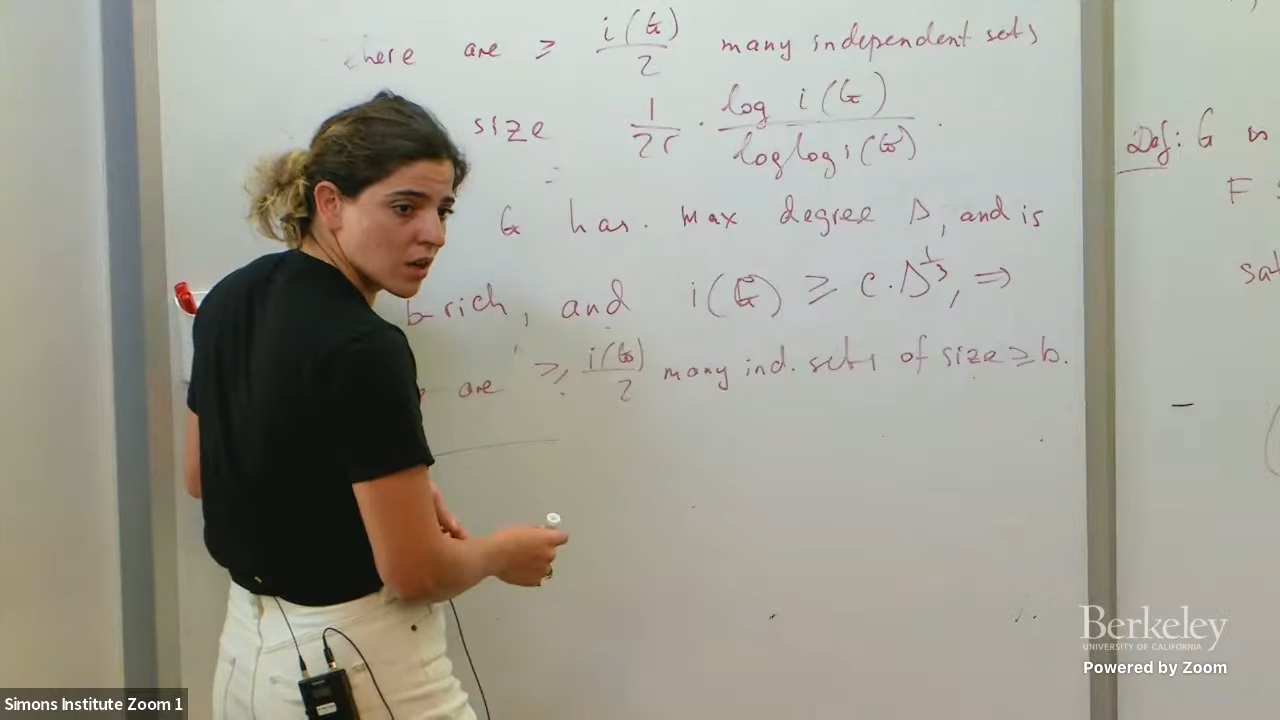 here are ≥ i(G)/2 many independent sets
size 1/2r · log i(G) / log log i(G) .
G has. max degree Δ, and is
b-rich, and i(G) ≥ c.Δ^{1/3}, ⇒
are ≥ i(G)/2 many ind. sets of size ≥ b.
Def: G is
F
sat
Berkeley
UNIVERSITY OF CALIFORNIA
Powered by Zoom
Simons Institute Zoom 1